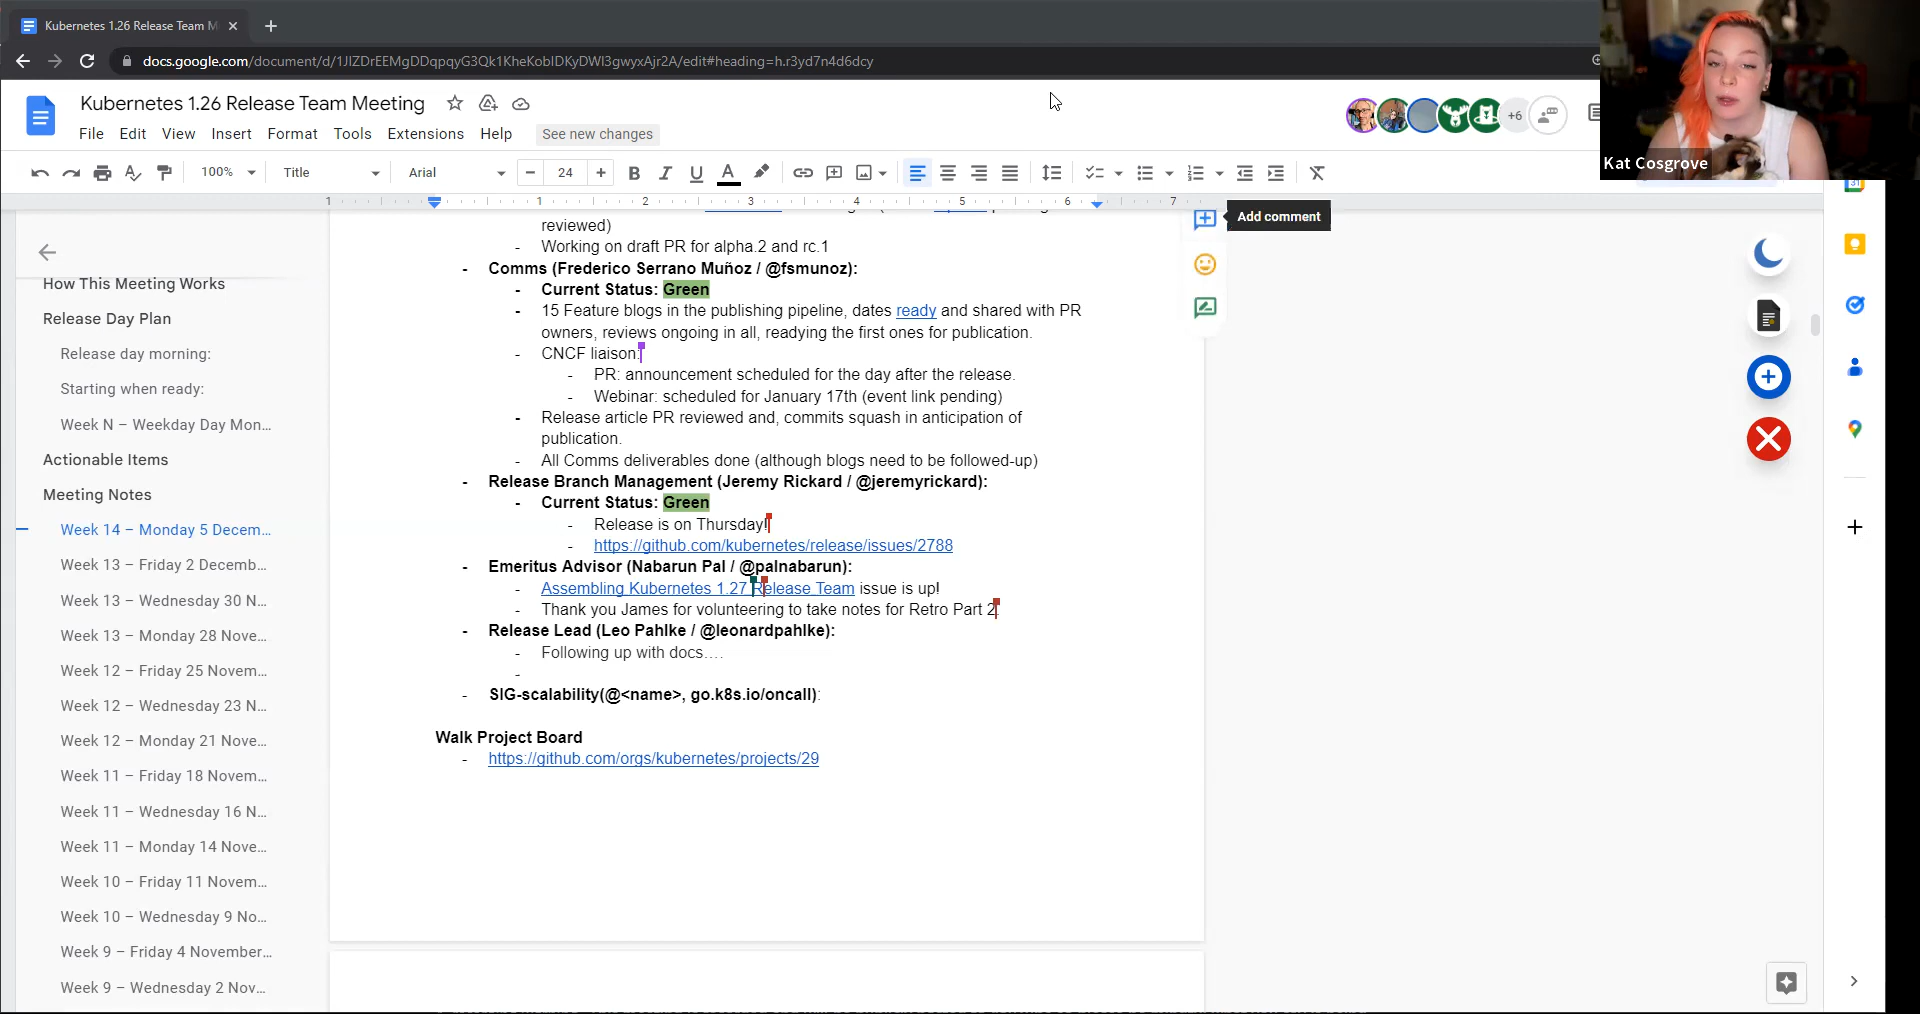 Kubernetes 1.26 Release Team M
docs.google.com/document/d/1JIZDrEEMgDDqpqyG3Qk1KheKobIDKyDWl3gwyxAjr2A/edit#heading=h.r3yd7n4d6dcy
Kubernetes 1.26 Release Team Meeting
File Edit View Insert Format Tools Extensions Help See new changes
+6
Kat Cosgrove
100% Title Arial 24
1 1 2 3 4 5 6 7
Add comment
How This Meeting Works
Release Day Plan
Release day morning:
Starting when ready:
Week N – Weekday Day Mon...
Actionable Items
Meeting Notes
Week 14 – Monday 5 Decem...
Week 13 – Friday 2 Decemb...
Week 13 – Wednesday 30 N...
Week 13 – Monday 28 Nove...
Week 12 – Friday 25 Novem...
Week 12 – Wednesday 23 N...
Week 12 – Monday 21 Nove...
Week 11 – Friday 18 Novem...
Week 11 – Wednesday 16 N...
Week 11 – Monday 14 Nove...
Week 10 – Friday 11 Novem...
Week 10 – Wednesday 9 No...
Week 9 – Friday 4 November...
Week 9 – Wednesday 2 Nov...
reviewed)
- Working on draft PR for alpha.2 and rc.1
- Comms (Frederico Serrano Muñoz / @fsmunoz):
- Current Status: Green
- 15 Feature blogs in the publishing pipeline, dates ready and shared with PR
owners, reviews ongoing in all, readying the first ones for publication.
- CNCF liaison:
- PR: announcement scheduled for the day after the release.
- Webinar: scheduled for January 17th (event link pending)
- Release article PR reviewed and, commits squash in anticipation of
publication.
- All Comms deliverables done (although blogs need to be followed-up)
- Release Branch Management (Jeremy Rickard / @jeremyrickard):
- Current Status: Green
- Release is on Thursday!
- https://github.com/kubernetes/release/issues/2788
- Emeritus Advisor (Nabarun Pal / @palnabarun):
- Assembling Kubernetes 1.27 Release Team issue is up!
- Thank you James for volunteering to take notes for Retro Part 2
- Release Lead (Leo Pahlke / @leonardpahlke):
- Following up with docs....
-
- SIG-scalability(@<name>, go.k8s.io/oncall):
Walk Project Board
- https://github.com/orgs/kubernetes/projects/29
31